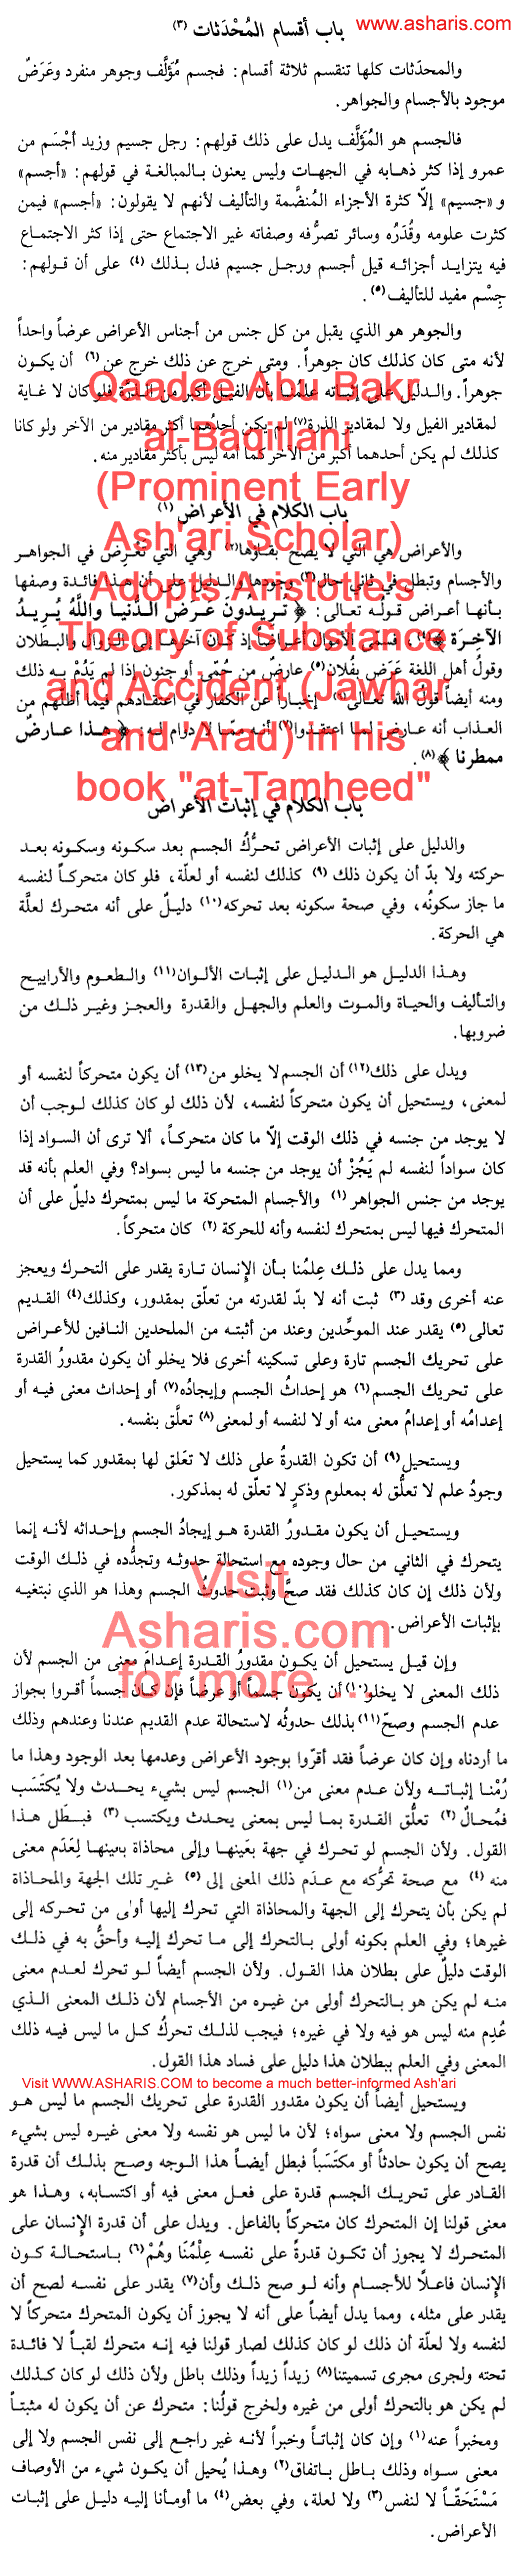 باب أقسام المُحْدَثات (٣)
www.asharis.com
والمحدَثات كلها تنقسم ثلاثة أقسام: فجسم مُؤَلَّف وجوهر منفرد وعَرَضٌ
موجود بالأجسام والجواهر.
فالجسم هو المُؤَلَّف يدل على ذلك قولهم: رجل جسيم وزيد أجْسَم من
عمرو إذا كثر ذهابه في الجهات وليس يعنون بالمبالغة في قولهم: «أجسم»
و «جسيم» إلّا كثرة الأجزاء المُنضَّمة والتأليف لأنهم لا يقولون: «أجسم» فيمن
كثرت علومه وقُدَرُه وسائر تصرُّفه وصفاته غير الاجتماع حتى إذا كثر الاجتماع
فيه بتزايد أجزائه قيل أجسم ورجل جسيم فدل بذلك (٤) على أن قولهم:
جِسْم مفيد للتأليف(٥).
والجوهر هو الذي يقبل من كل جنس من أجناس الأعراض عرضاً واحداً
لأنه متى كان كذلك كان جوهراً. ومتى خرج عن ذلك خرج عن (٦) أن يكون
جوهراً. والدليل على إثباته علمُنا بأن الفيل أكبر من الذرّة فلو كان لا غاية
لمقادير الفيل ولا لمقادير الذرة(٧) لم يكن أحدهما أكثر مقادير من الآخر ولو كانا
كذلك لم يكن أحدهما أكبر من الآخر كما أنه ليس بأكثر مقادير منه.
Qaadee Abu Bakr
al-Baqillani
(Prominent Early
Ash'ari Scholar)
Adopts Aristotle's
Theory of Substance
and Accident (Jawhar
and 'Arad) in his
book "at-Tamheed"
باب الكلام في الأعراض (١)
والأعراض هي التي لا يصح بقاؤها(٢) وهي التي تَعْرِض في الجواهر
والأجسام وتبطل في ثاني حال(٣) وجودها والدليل على أن هذا فائدة وصفها
بأنها أعراض قوله تعالى: ﴿ تُرِيدون عَرَضَ الدُّنْيا واللَّهُ يُرِيدُ
الآخِرة ﴾(٤). فسمى الأموال أعراضاً إذ كان آخرها إلى الزوال والبطلان
وقولُ أهل اللغة عَرَض بفُلان(٥) عارضٌ من حُمّى أو جنون إذا لم يَدُمْ به ذلك
ومنه أيضاً قولُ الله تعالى(٦) إخباراً عن الكفار في اعتقادهم فيما أظلّهم من
العذاب أنه عارض لما اعتقدوا(٧) أنه ممّا لا دوام له: ﴿ هـذا عـارضٌ
ممطرنا ﴾(٨).
باب الكلام في إثبات الأعراض
والدليل على إثبات الأعراض تحرُّكُ الجسم بعد سكونه وسكونه بعد
حركته ولا بدّ أن يكون ذلك (٩) كذلك لنفسه أو لعلّة، فلو كان متحركاً لنفسه
ما جاز سكونُه، وفي صحة سكونه بعد تحركه(١٠) دليلٌ على أنه متحرك لعلَّة
هي الحركة.
وهذا الدليل هو الدليل على إثبات الألوان(١١) والطعوم والأراييح
والتأليف والحياة والموت والعلم والجهل والقدرة والعجز وغير ذلك من
ضروبها.
ويدل على ذلك(١٢) أن الجسم لا يخلو من(١٣) أن يكون متحركاً لنفسه أو
لمعنى، ويستحيل أن يكون متحركاً لنفسه، لأن ذلك لو كان كذلك لوجب أن
لا يوجد من جنسه في ذلك الوقت إلّا ما كان متحركاً، ألا ترى أن السواد إذا
كان سواداً لنفسه لم يَجُزْ أن يوجد من جنسه ما ليس بسواد؟ وفي العلم بأنه قد
يوجد من جنس الجواهر (١) والأجسام المتحركة ما ليس بمتحرك دليلٌ على أن
المتحرك فيها ليس بمتحرك لنفسه وأنه للحركة (٢) كان متحركاً.
ومما يدل على ذلك عِلمُنا بأن الإنسان تارة يقدر على التحرك ويعجز
عنه أخرى وقد (٣) ثبت أنه لا بدّ لقدرته من تعلّق بمقدور، وكذلك(٤) القديم
تعالى(٥) يقدر عند الموحِّدين وعند من أثبته من الملحدين النافين للأعراض
على تحريك الجسم تارة وعلى تسكينه أخرى فلا يخلو أن يكون مقدورُ القدرة
على تحريك الجسم(٦) هو إحداثُ الجسم وإيجادُه(٧) أو إحداث معنى فيه أو
إعدامُه أو إعدامُ معنى منه أو لا لنفسه أو لمعنى(٨) تعلَّق بنفسه.
ويستحيل(٩) أن تكون القدرةُ على ذلك لا تعَلق لها بمقدور كما يستحيل
وجودُ علم لا تعلُّق له بمعلوم وذكرٍ لا تعلّق له بمذكور.
ويستحيل أن يكون مقدور القدرة هو إيجادُ الجسم وإحداثه لأنه إنما
يتحرك في الثاني من حال وجوده مع استحالة حدوثه وتجدُّده في ذلك الوقت
ولأن ذلك إن كان كذلك فقد صحَّ وثبت حدوثُ الجسم وهذا هو الذي نبتغيه
بإثبات الأعراض.
Visit
Asharis.com
for more ...
وإن قيل يستحيل أن يكون مقدورُ القدرة إعدامَ معنى من الجسم لأن
ذلك المعنى لا يخلو(١٠) أن يكون جسماً أو عرضاً فإن كان جسماً أقروا بجواز
عدم الجسم وصحّ(١١) بذلك حدوثُه لاستحالة عدم القديم عندنا وعندهم وذلك
ما أردناه وإن كان عرضاً فقد أقرّوا بوجود الأعراض وعدمها بعد الوجود وهذا ما
رُمْنا إثباته ولأن عدم معنى من(١) الجسم ليس بشيء يحدث ولا يُكتَسَب
فمُحالٌ (٢) تعلُّق القدرة بما ليس بمعنى يحدث ويكتسب (٣) فبطَل هذا
القول. ولأن الجسم لو تحرك في جهة بعَينها وإلى محاذاة بعينها لِعَدَم معنى
منه (٤) مع صحة تحرُّكه مع عدَم ذلك المعنى إلى (٥) غير تلك الجهة والمحاذاة
لم يكن بأن يتحرك إلى الجهة والمحاذاة التي تحرك إليها أولى من تحركه إلى
غيرها؛ وفي العلم بكونه أولى بالتحرك إلى ما تحرك إليه وأحقُّ به في ذلك
الوقت دليلٌ على بطلان هذا القول. ولأن الجسم أيضاً لو تحرك لعدم معنى
منه لم يكن هو بالتحرك أولى من غيره من الأجسام لأن ذلك المعنى الذي
عُدِم منه ليس هو فيه ولا في غيره؛ فيجب لذلك تحركُ كل ما ليس فيه ذلك
المعنى وفي العلم ببطلان هذا دليل على فساد هذا القول.
Visit WWW.ASHARIS.COM to become a much better-informed Ash'ari
ويستحيل أيضاً أن يكون مقدور القدرة على تحريك الجسم ما ليس هو
نفس الجسم ولا معنى سواه؛ لأن ما ليس هو نفسه ولا معنى غيره ليس بشيء
يصح أن يكون حادثاً أو مكتَسَباً فبطل أيضاً هذا الوجه وصح بذلك أن قدرة
القادر على تحريك الجسم قدرة على فعل معنى فيه أو اكتسابه، وهذا هو
معنى قولنا إن المتحرك كان متحركاً بالفاعل. ويدل على أن قدرة الإنسان على
المتحرك لا يجوز أن تكون قدرةً على نفسه عِلْمُنَا وهُمْ(٦) باستحالة كون
الإنسان فاعلاً للأجسام وأنه لو صح ذلك وأن(٧) يقدر على نفسه لصح أن
يقدر على مثله، ومما يدل أيضاً على أنه لا يجوز أن يكون المتحرك متحركاً لا
لنفسه ولا لعلّة أن ذلك لو كان كذلك لصار قولنا فيه إنه متحرك لقباً لا فائدة
تحته ولجرى مجرى تسميتنا(٨) زيداً زيداً وذلك باطل ولأن ذلك لو كان كذلك
لم يكن هو بالتحرك أولى من غيره ولخرج قولُنا: متحرك عن أن يكون له مثبتاً
ومخبراً عنه(١) وإن كان إثباتاً وخبراً لأنه غير راجع إلى نفس الجسم ولا إلى
معنى سواه وذلك باطل باتفاق(٢) وهذا يُحيل أن يكون شيء من الأوصاف
مَسْتَحَقّاً لا لنفس(٣) ولا لعلة، وفي بعض(٤) ما أومأنا إليه دليل على إثبات
الأعراض.